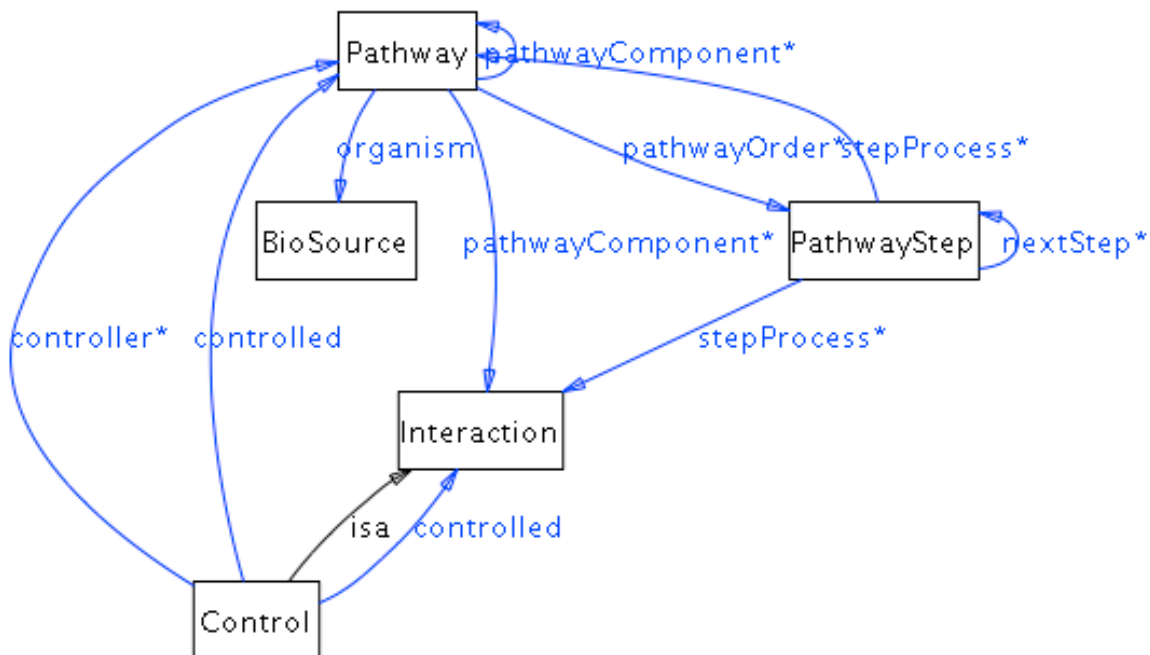 Pathway
pathwayComponent*
organism
pathwayOrder*
stepProcess*
BioSource
pathwayComponent*
PathwayStep
nextStep*
controller*
controlled
stepProcess*
Interaction
isa
controlled
Control